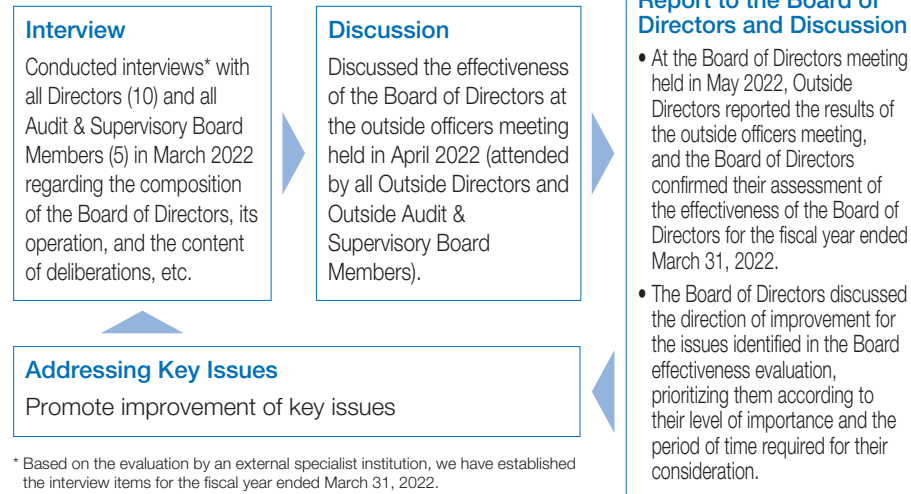 Interview
Conducted interviews* with
all Directors (10) and all
Audit & Supervisory Board
Members (5) in March 2022
regarding the composition
of the Board of Directors, its
operation, and the content
of deliberations, etc.
Discussion
Discussed the effectiveness
of the Board of Directors at
the outside officers meeting
held in April 2022 (attended
by all Outside Directors and
Outside Audit &
Supervisory Board
Members).
Report to the Board of
Directors and Discussion
• At the Board of Directors meeting
held in May 2022, Outside
Directors reported the results of
the outside officers meeting,
and the Board of Directors
confirmed their assessment of
the effectiveness of the Board of
Directors for the fiscal year ended
March 31, 2022.
• The Board of Directors discussed
the direction of improvement for
the issues identified in the Board
effectiveness evaluation,
prioritizing them according to
their level of importance and the
period of time required for their
consideration.
Addressing Key Issues
Promote improvement of key issues
* Based on the evaluation by an external specialist institution, we have established
the interview items for the fiscal year ended March 31, 2022.